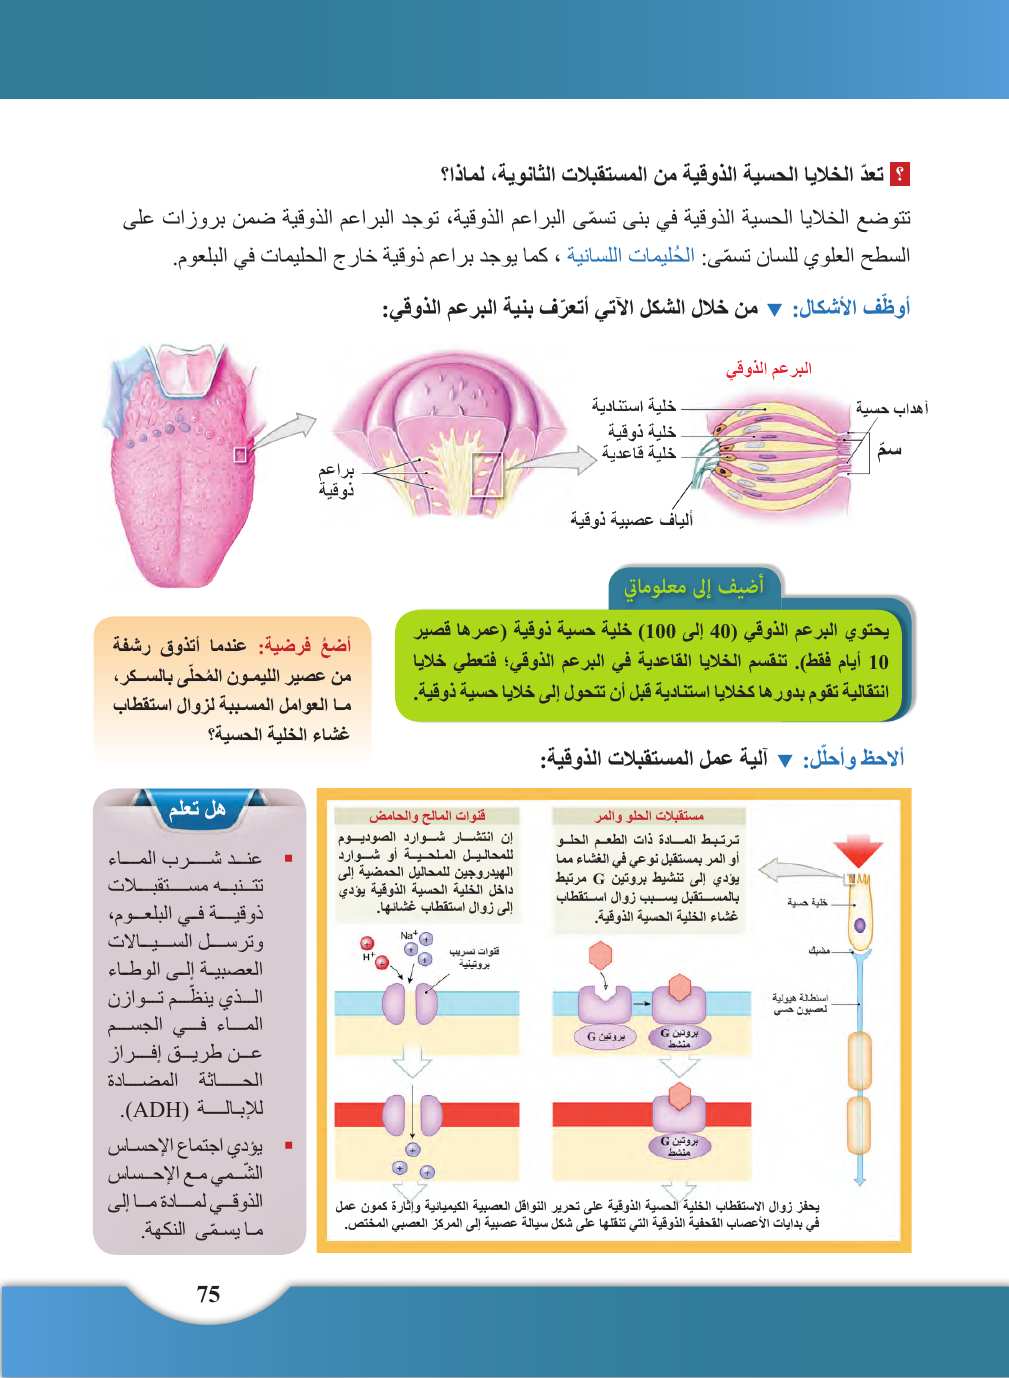 ؟ تعدّ الخلايا الحسية الذوقية من المستقبلات الثانوية، لماذا؟
تتوضع الخلايا الحسية الذوقية في بنى تسمّى البراعم الذوقية، توجد البراعم الذوقية ضمن بروزات على
السطح العلوي للسان تسمّى: الحُليمات اللسانية ، كما يوجد براعم ذوقية خارج الحليمات في البلعوم.
أوظّف الأشكال: ▼ من خلال الشكل الآتي أتعرّف بنية البرعم الذوقي:
البرعم الذوقي
أهداب حسية
سمّ
خلية استنادية
خلية ذوقية
خلية قاعدية
ألياف عصبية ذوقية
براعم
ذوقية
أضيف إلى معلوماتي
يحتوي البرعم الذوقي (40 إلى 100) خلية حسية ذوقية (عمرها قصير
10 أيام فقط). تنقسم الخلايا القاعدية في البرعم الذوقي؛ فتعطي خلايا
انتقالية تقوم بدورها كخلايا استنادية قبل أن تتحول إلى خلايا حسية ذوقية.
أضعُ فرضية: عندما أتذوق رشفة
من عصير الليمون المُحلّى بالسكر،
ما العوامل المسببة لزوال استقطاب
غشاء الخلية الحسية؟
ألاحظ وأحلّل: ▼ آلية عمل المستقبلات الذوقية:
مستقبلات الحلو والمر
ترتبط المادة ذات الطعم الحلو
أو المر بمستقبل نوعي في الغشاء مما
يؤدي إلى تنشيط بروتين G مرتبط
بالمستقبل يسبب زوال استقطاب
غشاء الخلية الحسية الذوقية.
قنوات المالح والحامض
إن انتشار شوارد الصوديوم
للمحاليل الملحية أو شوارد
الهيدروجين للمحاليل الحمضية إلى
داخل الخلية الحسية الذوقية يؤدي
إلى زوال استقطاب غشائها.
خلية حسية
مشبك
استطالة هيولية
لعصبون حسي
بروتين G
بروتين G
منشط
بروتين G
منشط
Na+
H+
قنوات تسريب
بروتينية
يحفز زوال الاستقطاب الخلية الحسية الذوقية على تحرير النواقل العصبية الكيميائية وإثارة كمون عمل
في بدايات الأعصاب القحفية الذوقية التي تنقلها على شكل سيالة عصبية إلى المركز العصبي المختص.
هل تعلم
▪ عند شرب الماء
تتنبه مستقبلات
ذوقية في البلعوم،
وترسل السيالات
العصبية إلى الوطاء
الذي ينظّم توازن
الماء في الجسم
عن طريق إفراز
الحاثة المضادة
للإبالة (ADH).
▪ يؤدي اجتماع الإحساس
الشّمي مع الإحساس
الذوقي لمادة ما إلى
ما يسمّى النكهة.
75